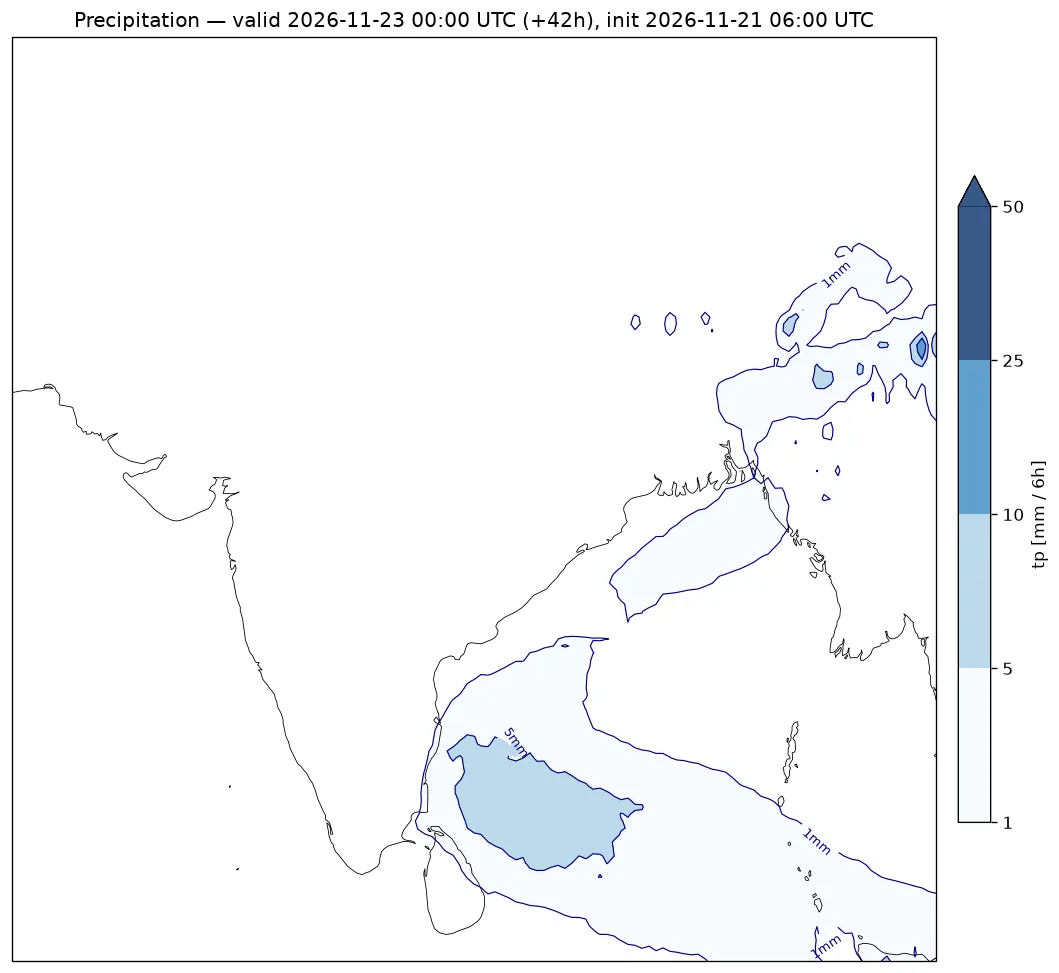 Precipitation — valid 2026-11-23 00:00 UTC (+42h), init 2026-11-21 06:00 UTC
50
25
10
5
1
tp [mm / 6h]
1mm
5mm
1mm
1mm